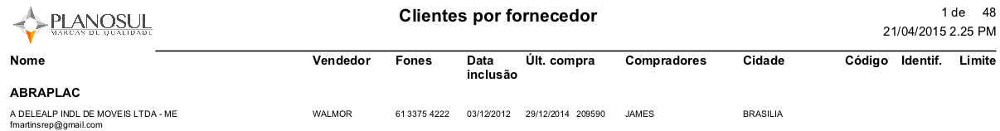 PLANOSUL
MARCAS DE QUALIDADE
Clientes por fornecedor
1 de 48
21/04/2015 2.25 PM
Nome Vendedor Fones Data inclusão Últ. compra Compradores Cidade Código Identif. Limite
ABRAPLAC
A DELEALP INDL DE MOVEIS LTDA - ME WALMOR 61 3375 4222 03/12/2012 29/12/2014 209590 JAMES BRASILIA
fmartinsrep@gmail.com